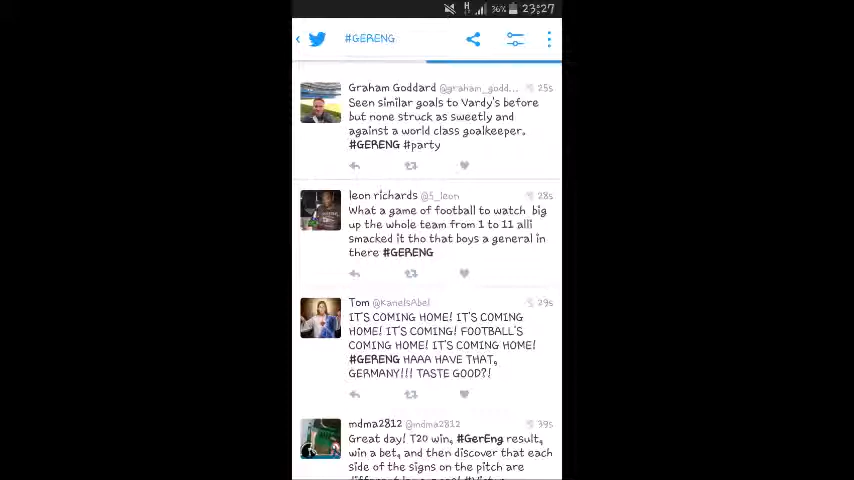 H 36% 23:27
#GERENG
Graham Goddard @graham_godd... 25s
Seen similar goals to Vardy's before
but none struck as sweetly and
against a world class goalkeeper.
#GERENG #party
leon richards @5_leon 28s
What a game of football to watch big
up the whole team from 1 to 11 alli
smacked it tho that boys a general in
there #GERENG
Tom @KaneIsAbel 29s
IT'S COMING HOME! IT'S COMING
HOME! IT'S COMING! FOOTBALL'S
COMING HOME! IT'S COMING HOME!
#GERENG HAAA HAVE THAT,
GERMANY!!! TASTE GOOD?!
mdma2812 @mdma2812 39s
Great day! T20 win, #GerEng result,
win a bet, and then discover that each
side of the signs on the pitch are